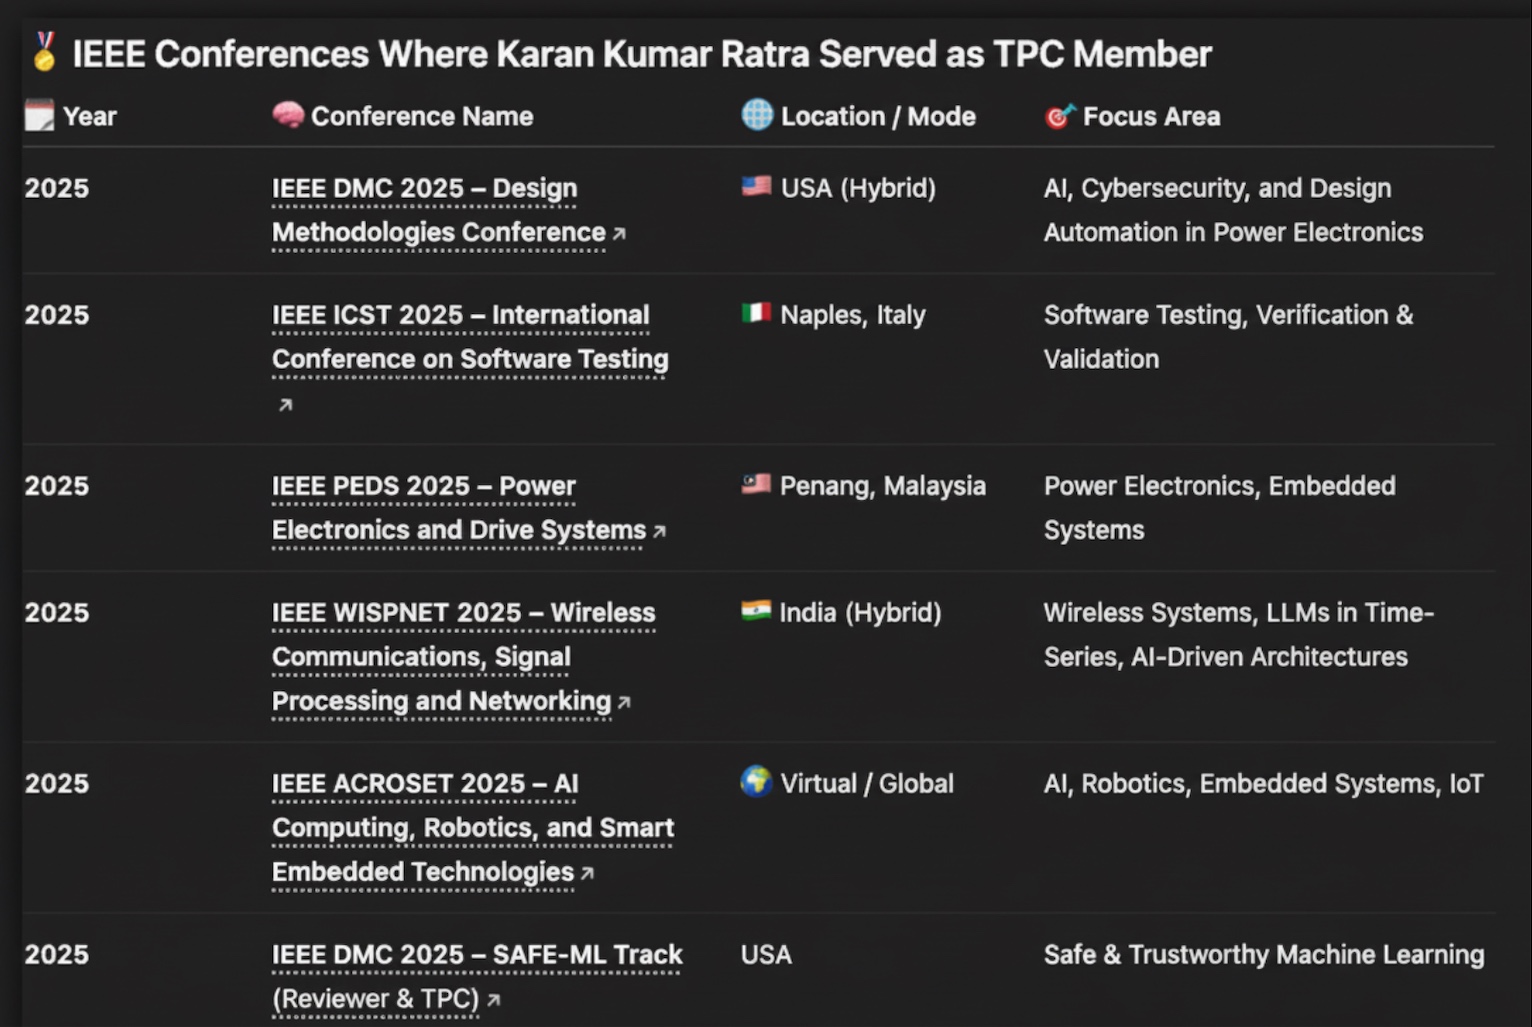 IEEE Conferences Where Karan Kumar Ratra Served as TPC Member
Year Conference Name Location / Mode Focus Area
2025 IEEE DMC 2025 – Design USA (Hybrid) AI, Cybersecurity, and Design
Methodologies Conference ↗ Automation in Power Electronics
2025 IEEE ICST 2025 – International Naples, Italy Software Testing, Verification &
Conference on Software Testing Validation
↗
2025 IEEE PEDS 2025 – Power Penang, Malaysia Power Electronics, Embedded
Electronics and Drive Systems ↗ Systems
2025 IEEE WISPNET 2025 – Wireless India (Hybrid) Wireless Systems, LLMs in Time-
Communications, Signal Series, AI-Driven Architectures
Processing and Networking ↗
2025 IEEE ACROSET 2025 – AI Virtual / Global AI, Robotics, Embedded Systems, IoT
Computing, Robotics, and Smart
Embedded Technologies ↗
2025 IEEE DMC 2025 – SAFE-ML Track USA Safe & Trustworthy Machine Learning
(Reviewer & TPC) ↗